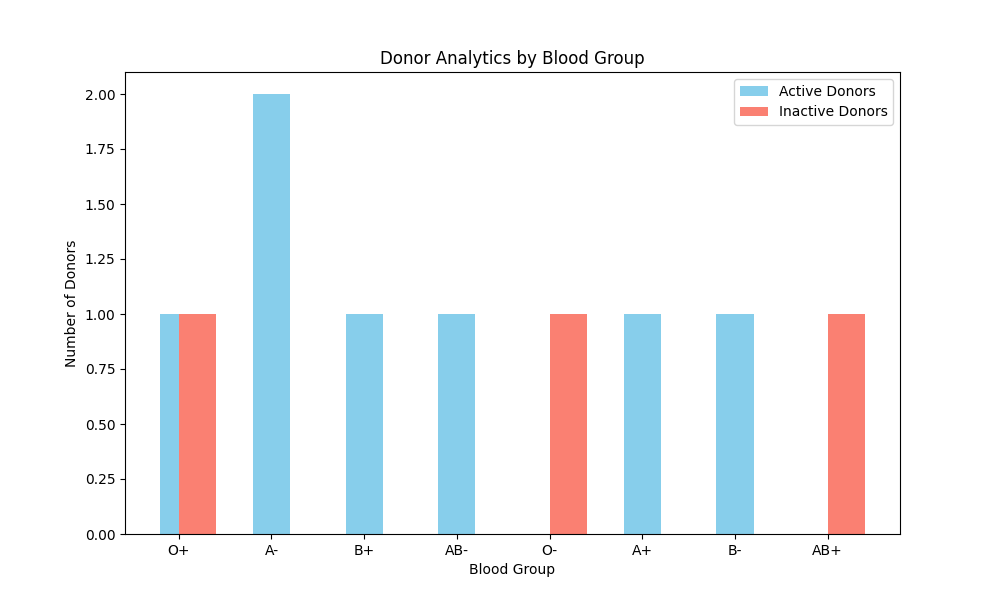 Donor Analytics by Blood Group
Active Donors
Inactive Donors
Number of Donors
2.00
1.75
1.50
1.25
1.00
0.75
0.50
0.25
0.00
O+ A- B+ AB- O- A+ B- AB+
Blood Group